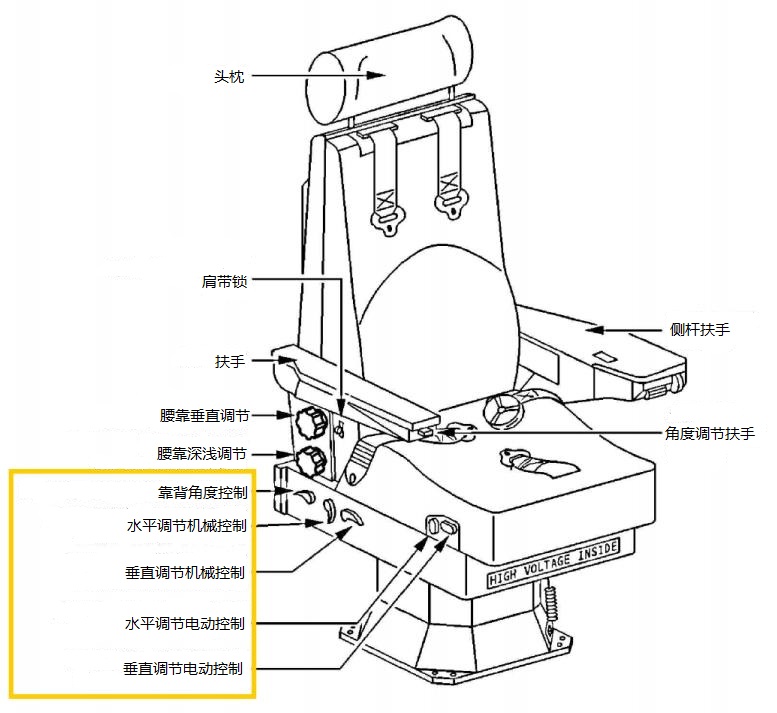 头枕
肩带锁
侧杆扶手
扶手
腰靠垂直调节
角度调节扶手
腰靠深浅调节
靠背角度控制
水平调节机械控制
HIGH VOLTAGE INSIDE
垂直调节机械控制
水平调节电动控制
垂直调节电动控制